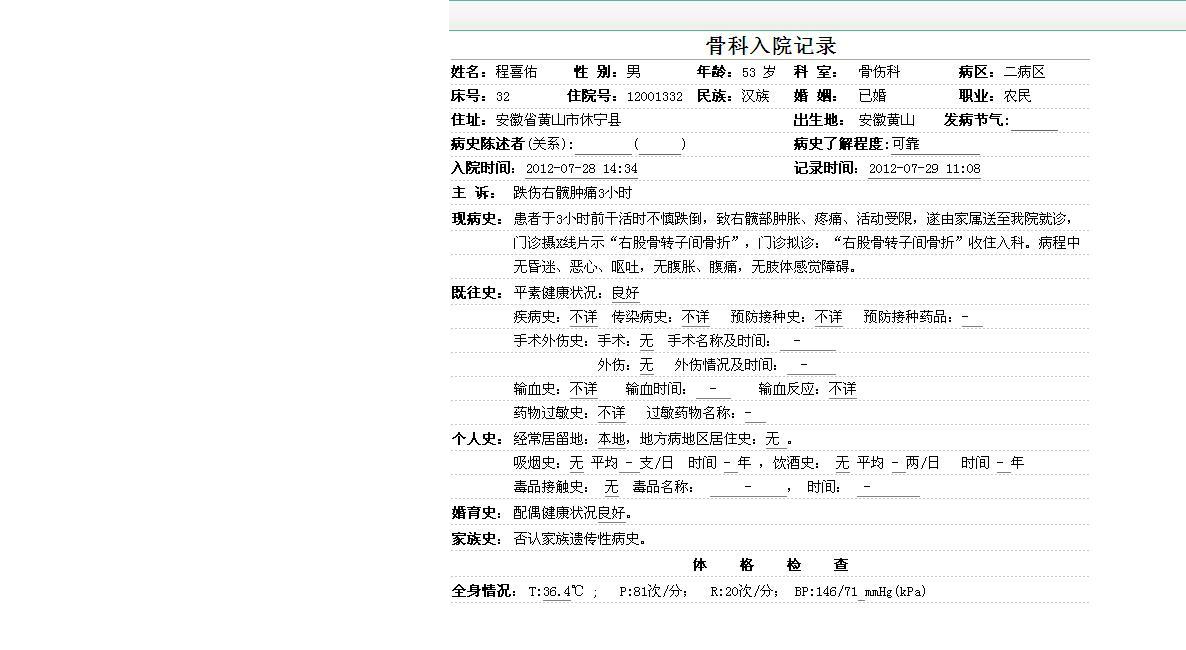 骨科入院记录
姓名：程喜佑 性 别：男 年龄：53 岁 科 室： 骨伤科 病区：二病区
床号：32 住院号：12001332 民族：汉族 婚 姻： 已婚 职业：农民
住址：安徽省黄山市休宁县 出生地： 安徽黄山 发病节气：______
病史陈述者(关系)：________(______) 病史了解程度：可靠
入院时间：2012-07-28 14:34 记录时间：2012-07-29 11:08
主 诉： 跌伤右髋肿痛3小时
现病史：患者于3小时前干活时不慎跌倒，致右髋部肿胀、疼痛、活动受限，遂由家属送至我院就诊，
门诊摄X线片示“右股骨转子间骨折”，门诊拟诊：“右股骨转子间骨折”收住入科。病程中
无昏迷、恶心、呕吐，无腹胀、腹痛，无肢体感觉障碍。
既往史：平素健康状况：良好
疾病史：不详 传染病史：不详 预防接种史：不详 预防接种药品：-
手术外伤史：手术：无 手术名称及时间： -
外伤：无 外伤情况及时间： -
输血史：不详 输血时间： - 输血反应：不详
药物过敏史：不详 过敏药物名称：-
个人史：经常居留地：本地，地方病地区居住史：无 。
吸烟史：无 平均 - 支/日 时间 - 年 ，饮酒史： 无 平均 - 两/日 时间 - 年
毒品接触史： 无 毒品名称： - ， 时间： -
婚育史：配偶健康状况良好。
家族史：否认家族遗传性病史。
体 格 检 查
全身情况： T:36.4℃ ； P:81次/分； R:20次/分； BP:146/71_mmHg(kPa)